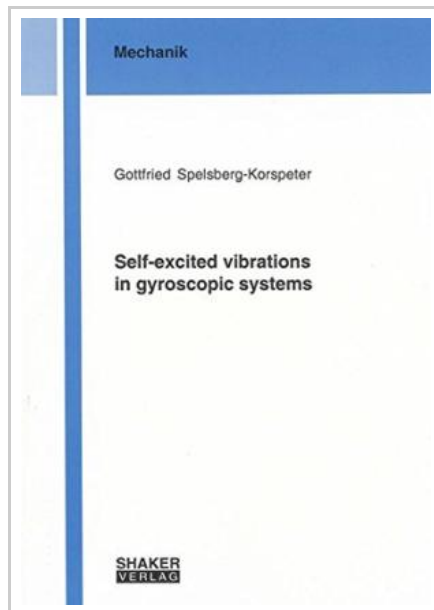 Mechanik
Gottfried Spelsberg-Korspeter
Self-excited vibrations
in gyroscopic systems
SHAKER
VERLAG